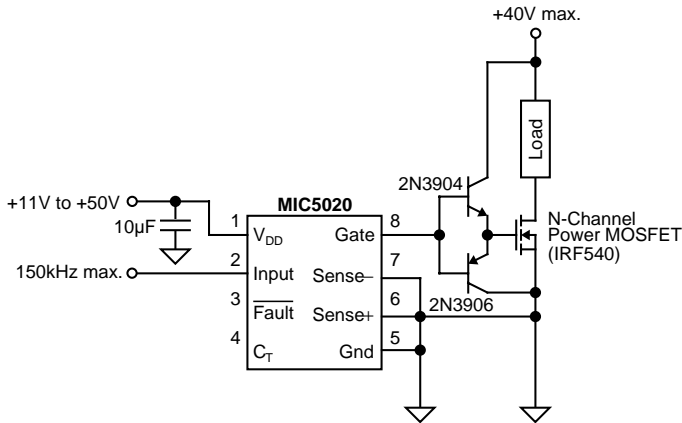 +40V max.
Load
2N3904
+11V to +50V
10µF
MIC5020
N-Channel
Power MOSFET
(IRF540)
1
VDD
Gate
8
150kHz max.
2
Input
Sense–
7
2N3906
3
Fault
Sense+
6
4
CT
Gnd
5